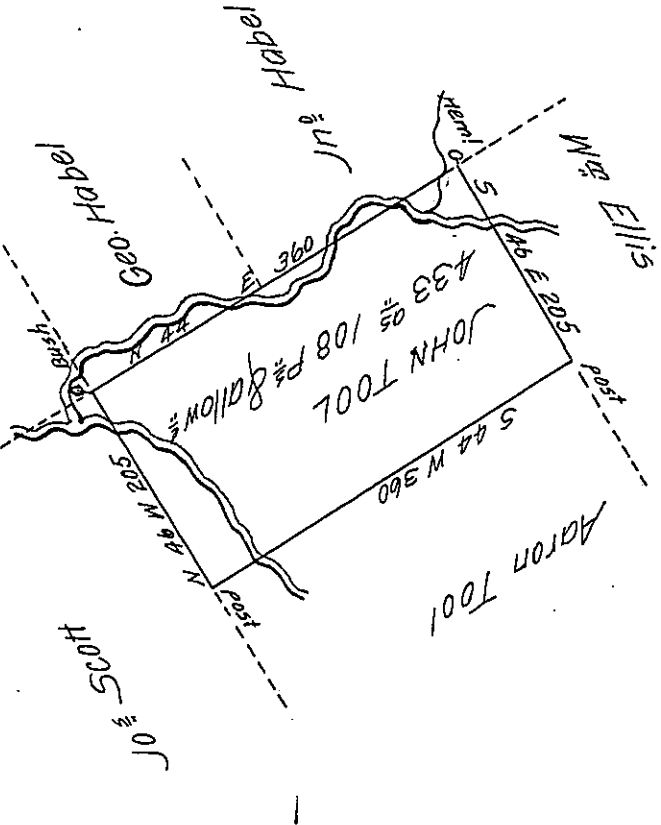 JOHN TOOL
433 as 108 Ps & allowce
Wm Ellis
Jno Habel
Geo. Habel
Jos Scott
Aaron Tool
Hem.
S 46 E 205
Post
S 44 W 360
Post
N 46 W 205
Bush
N 44 E 360